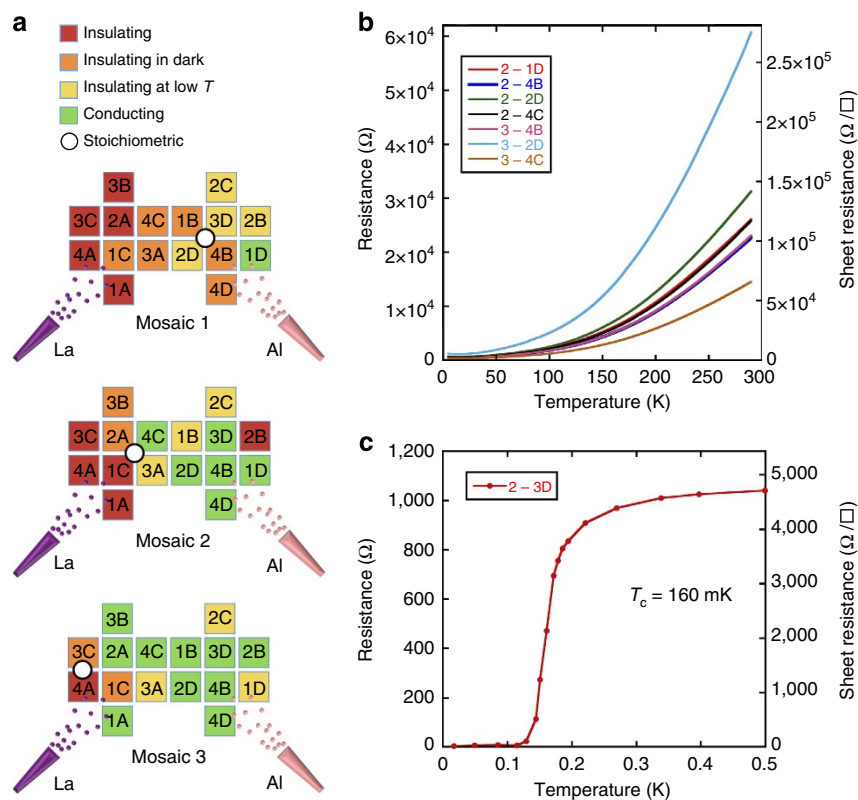 a
Insulating
Insulating in dark
Insulating at low T
Conducting
Stoichiometric
3B 2C
3C 2A 4C 1B 3D 2B
4A 1C 3A 2D 4B 1D
1A 4D
Mosaic 1
La Al
3B 2C
3C 2A 4C 1B 3D 2B
4A 1C 3A 2D 4B 1D
1A 4D
Mosaic 2
La Al
3B 2C
3C 2A 4C 1B 3D 2B
4A 1C 3A 2D 4B 1D
1A 4D
Mosaic 3
La Al
b
Resistance (Ω)
6×10⁴
5×10⁴
4×10⁴
3×10⁴
2×10⁴
1×10⁴
0
2 – 1D
2 – 4B
2 – 2D
2 – 4C
3 – 4B
3 – 2D
3 – 4C
2.5×10⁵
2×10⁵
1.5×10⁵
1×10⁵
5×10⁴
0
Sheet resistance (Ω/□)
0 50 100 150 200 250 300
Temperature (K)
c
Resistance (Ω)
1,200
1,000
800
600
400
200
0
2 – 3D
Tc = 160 mK
5,000
4,000
3,000
2,000
1,000
0
Sheet resistance (Ω/□)
0 0.1 0.2 0.3 0.4 0.5
Temperature (K)